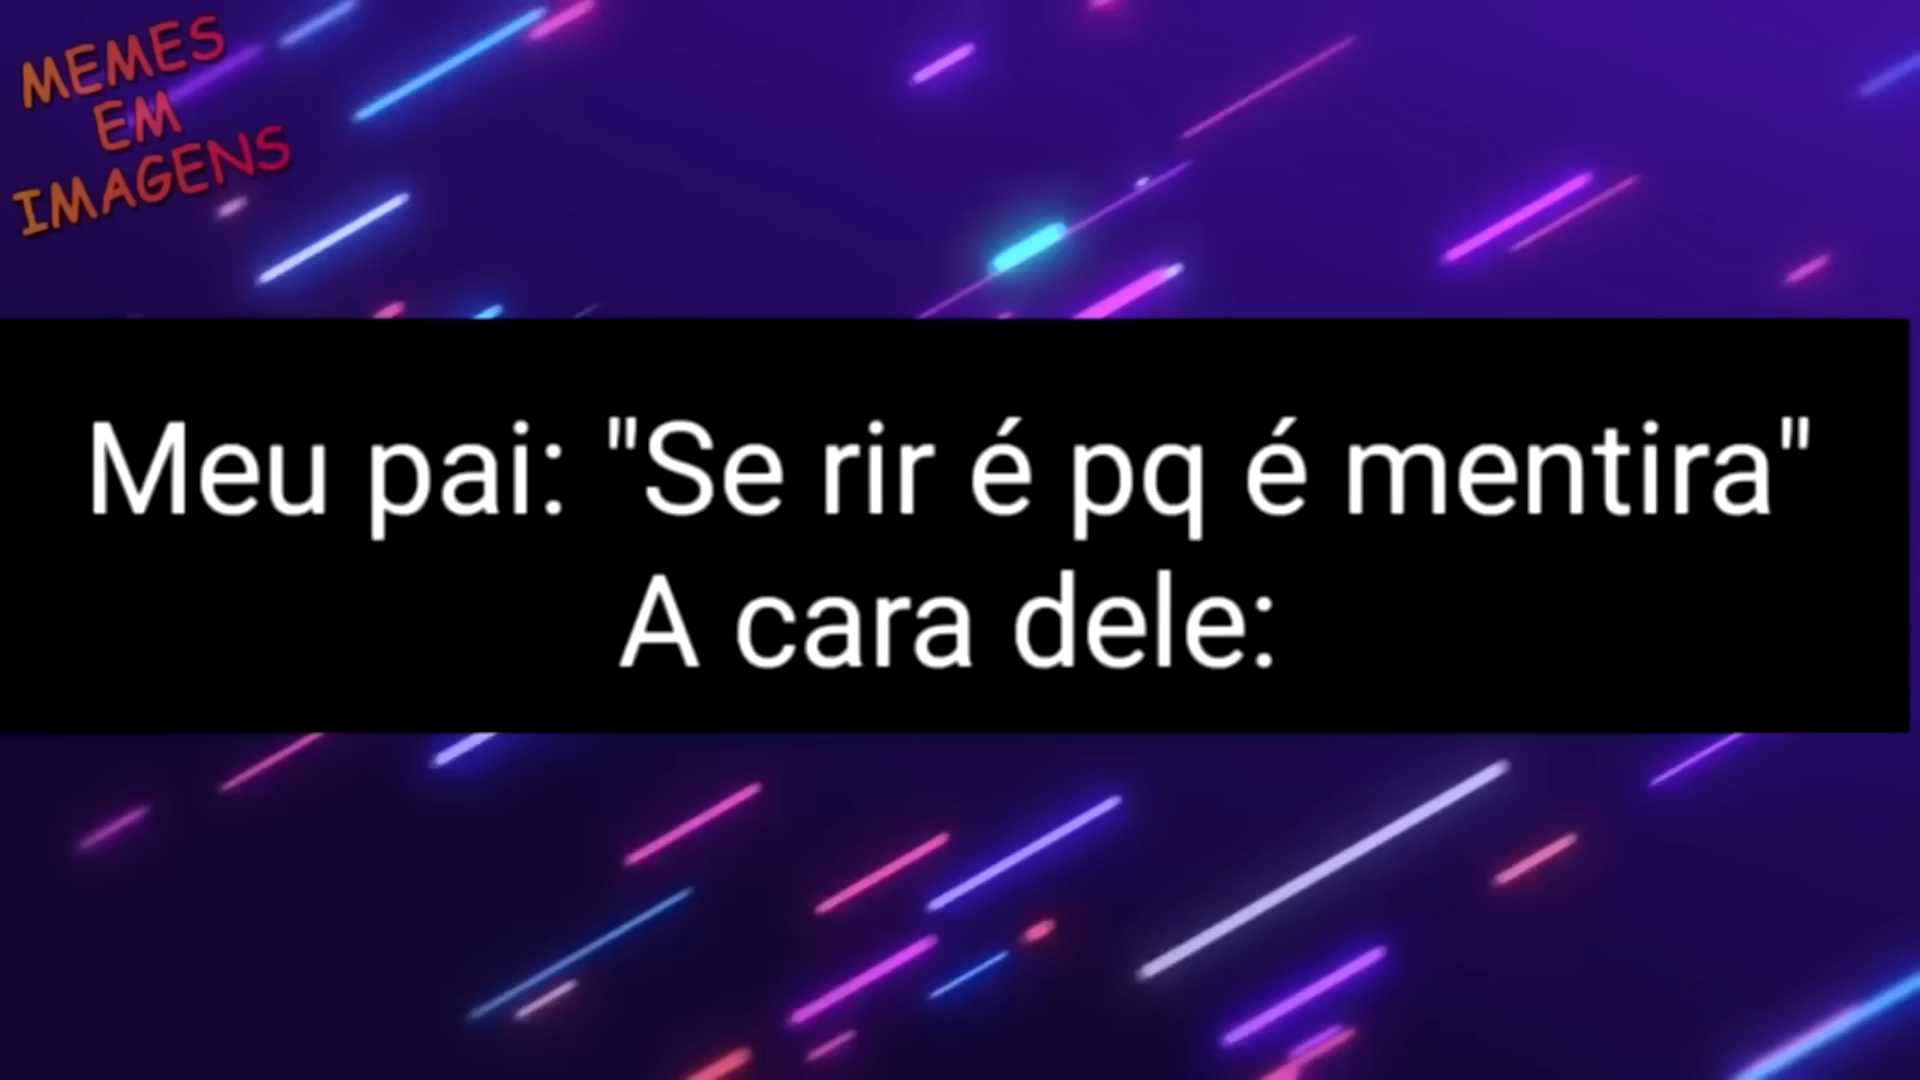 MEMES
EM
IMAGENS
Meu pai: "Se rir é pq é mentira"
A cara dele: